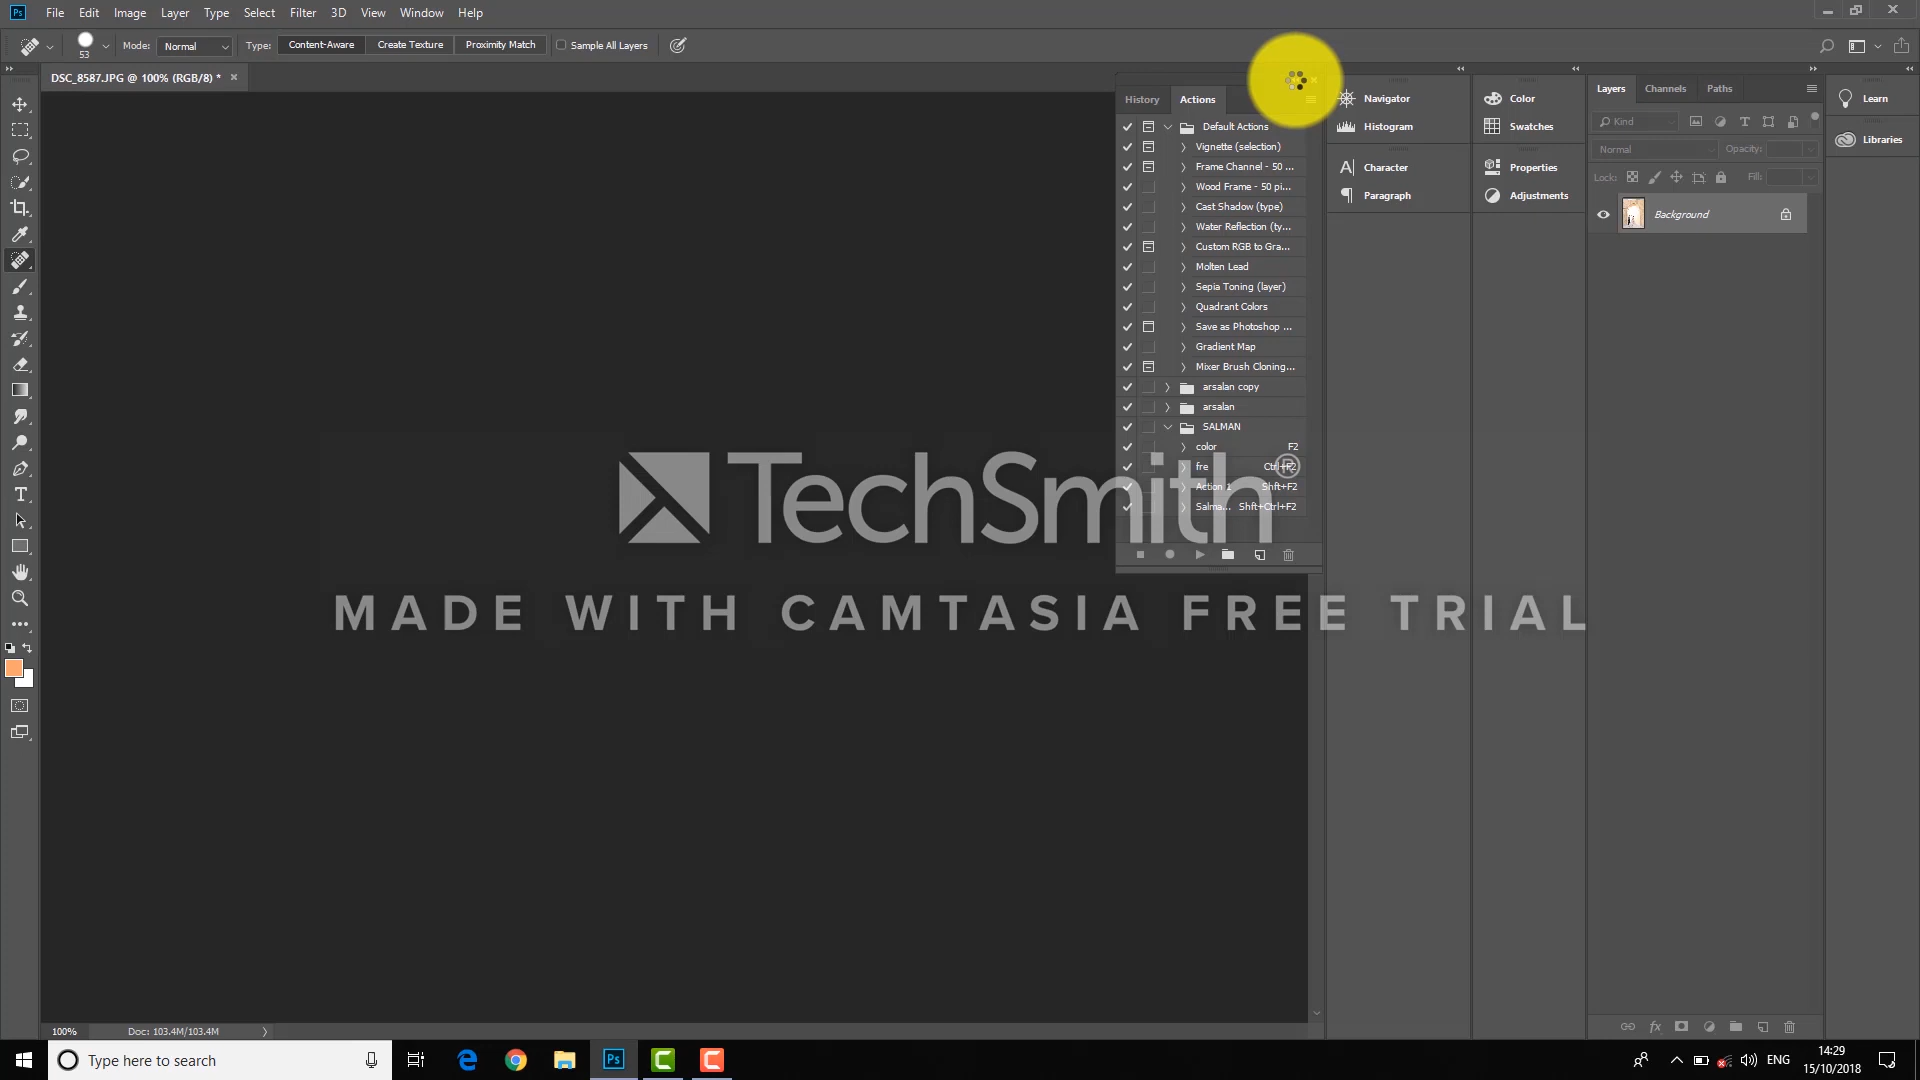 Ps File Edit Image Layer Type Select Filter 3D View Window Help
53 Mode: Normal Type: Content-Aware Create Texture Proximity Match Sample All Layers
DSC_8587.JPG @ 100% (RGB/8) * ×
History Actions
Default Actions
Vignette (selection)
Frame Channel - 50 ...
Wood Frame - 50 pi...
Cast Shadow (type)
Water Reflection (ty...
Custom RGB to Gra...
Molten Lead
Sepia Toning (layer)
Quadrant Colors
Save as Photoshop ...
Gradient Map
Mixer Brush Cloning...
arsalan copy
arsalan
SALMAN
color F2
fre Ctrl+F2
Action 1 Shft+F2
Salma... Shft+Ctrl+F2
Navigator
Histogram
Character
Paragraph
Color
Swatches
Properties
Adjustments
Layers Channels Paths
Kind
Normal Opacity:
Lock: Fill:
Background
Learn
Libraries
TechSmith®
MADE WITH CAMTASIA FREE TRIAL
100% Doc: 103.4M/103.4M
Type here to search
Ps
ENG
14:29
15/10/2018